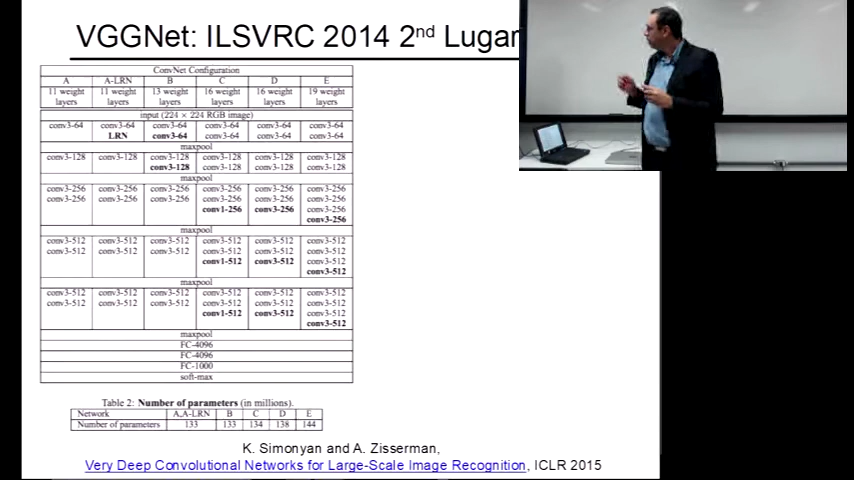 VGGNet: ILSVRC 2014 2nd Lugar
ConvNet Configuration
A A-LRN B C D E
11 weight layers 11 weight layers 13 weight layers 16 weight layers 16 weight layers 19 weight layers
input (224 × 224 RGB image)
conv3-64 conv3-64 conv3-64 conv3-64 conv3-64 conv3-64
LRN conv3-64 conv3-64 conv3-64 conv3-64
maxpool
conv3-128 conv3-128 conv3-128 conv3-128 conv3-128 conv3-128
conv3-128 conv3-128 conv3-128 conv3-128
maxpool
conv3-256 conv3-256 conv3-256 conv3-256 conv3-256 conv3-256
conv3-256 conv3-256 conv3-256 conv3-256 conv3-256 conv3-256
conv1-256 conv3-256 conv3-256
conv3-256
maxpool
conv3-512 conv3-512 conv3-512 conv3-512 conv3-512 conv3-512
conv3-512 conv3-512 conv3-512 conv3-512 conv3-512 conv3-512
conv1-512 conv3-512 conv3-512
conv3-512
maxpool
conv3-512 conv3-512 conv3-512 conv3-512 conv3-512 conv3-512
conv3-512 conv3-512 conv3-512 conv3-512 conv3-512 conv3-512
conv1-512 conv3-512 conv3-512
conv3-512
maxpool
FC-4096
FC-4096
FC-1000
soft-max
Table 2: Number of parameters (in millions).
Network A,A-LRN B C D E
Number of parameters 133 133 134 138 144
K. Simonyan and A. Zisserman,
Very Deep Convolutional Networks for Large-Scale Image Recognition, ICLR 2015